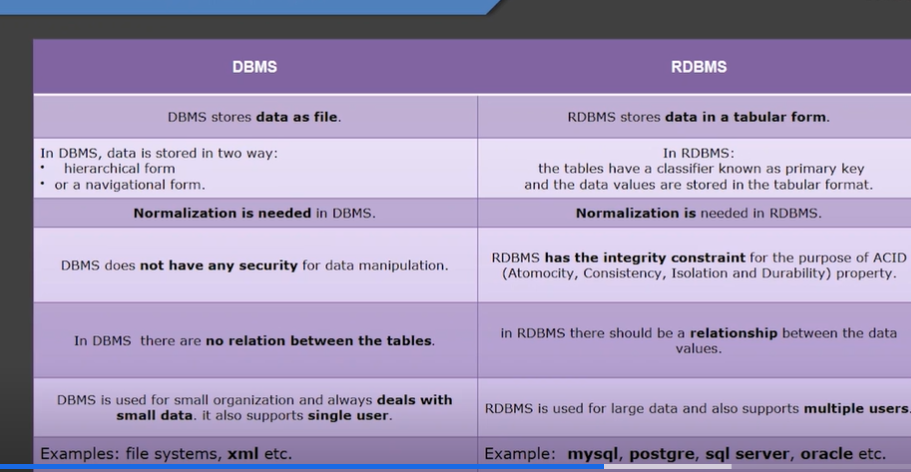 DBMS
RDBMS
DBMS stores data as file.
RDBMS stores data in a tabular form.
In DBMS, data is stored in two way:
• hierarchical form
• or a navigational form.
In RDBMS:
the tables have a classifier known as primary key
and the data values are stored in the tabular format.
Normalization is needed in DBMS.
Normalization is needed in RDBMS.
DBMS does not have any security for data manipulation.
RDBMS has the integrity constraint for the purpose of ACID
(Atomocity, Consistency, Isolation and Durability) property.
In DBMS there are no relation between the tables.
in RDBMS there should be a relationship between the data
values.
DBMS is used for small organization and always deals with
small data. it also supports single user.
RDBMS is used for large data and also supports multiple users.
Examples: file systems, xml etc.
Example: mysql, postgre, sql server, oracle etc.